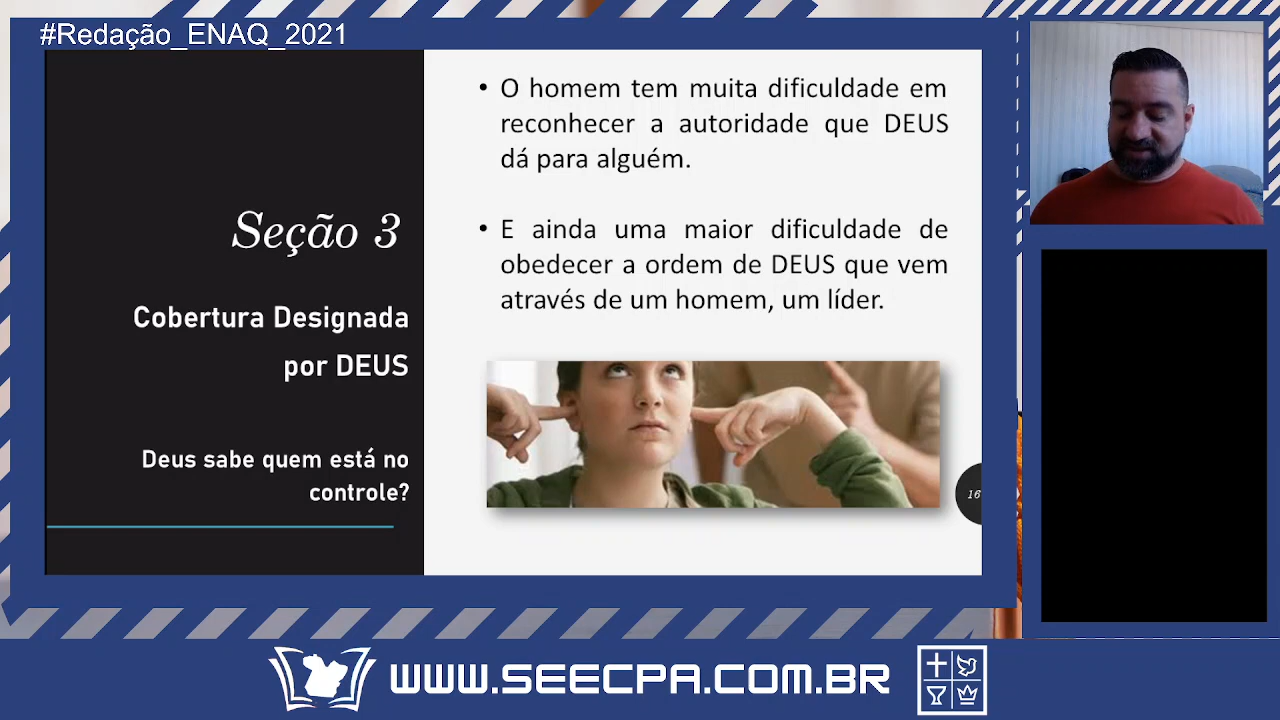 #Redação_ENAQ_2021
Seção 3
Cobertura Designada
por DEUS
Deus sabe quem está no
controle?
• O homem tem muita dificuldade em
reconhecer a autoridade que DEUS
dá para alguém.
• E ainda uma maior dificuldade de
obedecer a ordem de DEUS que vem
através de um homem, um líder.
16
WWW.SEECPA.COM.BR